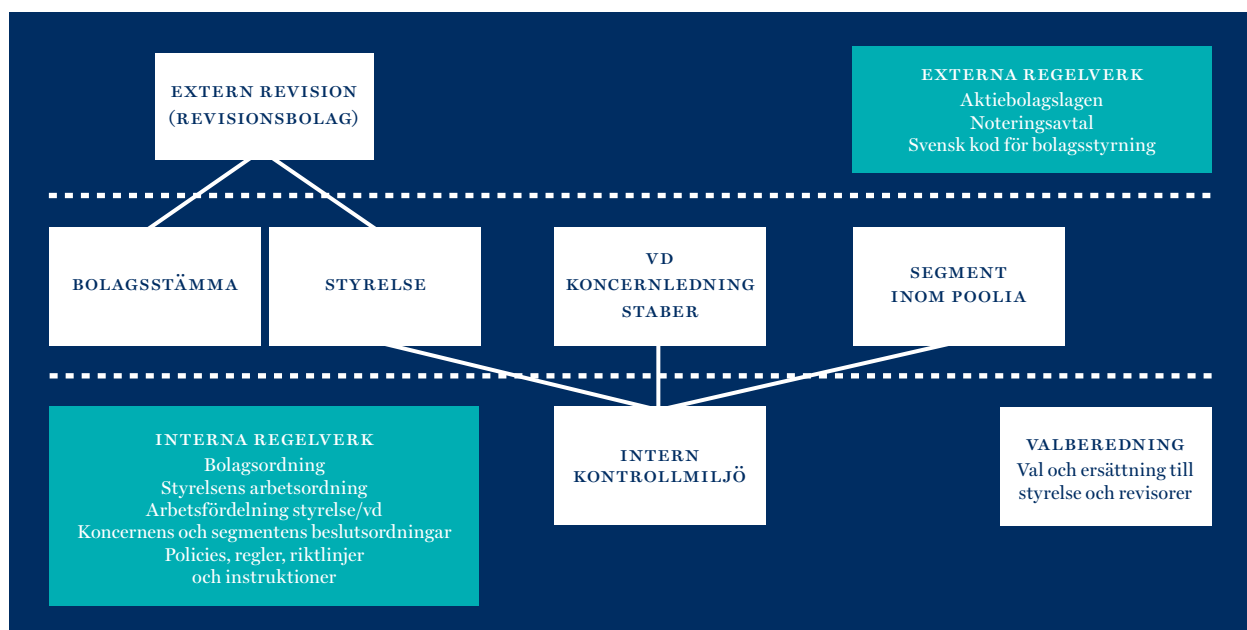 EXTERN REVISION
(REVISIONSBOLAG)
EXTERNA REGELVERK
Aktiebolagslagen
Noteringsavtal
Svensk kod för bolagsstyrning
BOLAGSSTÄMMA
STYRELSE
VD
KONCERNLEDNING
STABER
SEGMENT
INOM POOLIA
INTERNA REGELVERK
Bolagsordning
Styrelsens arbetsordning
Arbetsfördelning styrelse/vd
Koncernens och segmentens beslutsordningar
Policies, regler, riktlinjer
och instruktioner
INTERN
KONTROLLMILJÖ
VALBEREDNING
Val och ersättning till
styrelse och revisorer